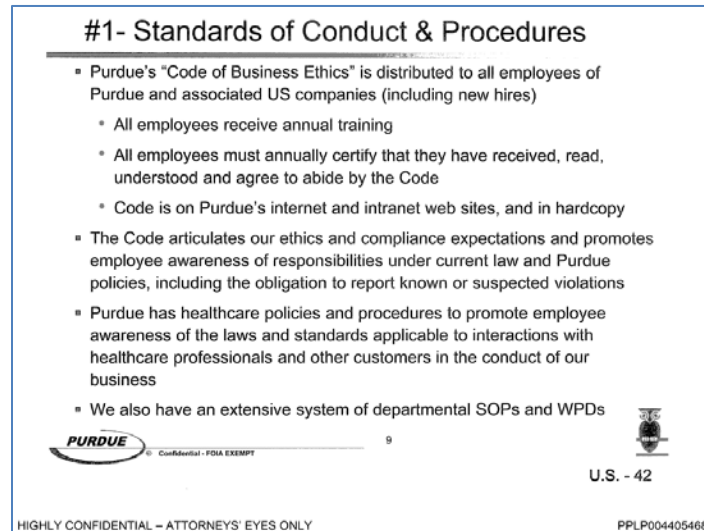 #1- Standards of Conduct & Procedures
▪ Purdue's “Code of Business Ethics” is distributed to all employees of
Purdue and associated US companies (including new hires)
• All employees receive annual training
• All employees must annually certify that they have received, read,
understood and agree to abide by the Code
• Code is on Purdue's internet and intranet web sites, and in hardcopy
▪ The Code articulates our ethics and compliance expectations and promotes
employee awareness of responsibilities under current law and Purdue
policies, including the obligation to report known or suspected violations
▪ Purdue has healthcare policies and procedures to promote employee
awareness of the laws and standards applicable to interactions with
healthcare professionals and other customers in the conduct of our
business
▪ We also have an extensive system of departmental SOPs and WPDs
PURDUE
© Confidential - FOIA EXEMPT
9
U.S. - 42
HIGHLY CONFIDENTIAL – ATTORNEYS' EYES ONLY
PPLP004405468